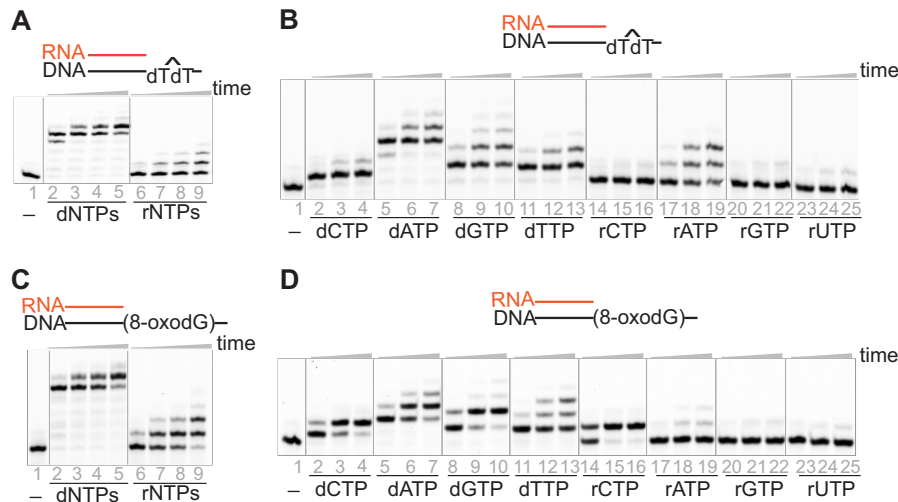 A
RNA
DNA
dTdT
time
1 2 3 4 5 6 7 8 9
– dNTPs rNTPs
B
RNA
DNA
dTdT
time
1 2 3 4 5 6 7 8 9 10 11 12 13 14 15 16 17 18 19 20 21 22 23 24 25
– dCTP dATP dGTP dTTP rCTP rATP rGTP rUTP
C
RNA
DNA (8-oxodG)
time
1 2 3 4 5 6 7 8 9
– dNTPs rNTPs
D
RNA
DNA (8-oxodG)
time
1 2 3 4 5 6 7 8 9 10 11 12 13 14 15 16 17 18 19 20 21 22 23 24 25
– dCTP dATP dGTP dTTP rCTP rATP rGTP rUTP